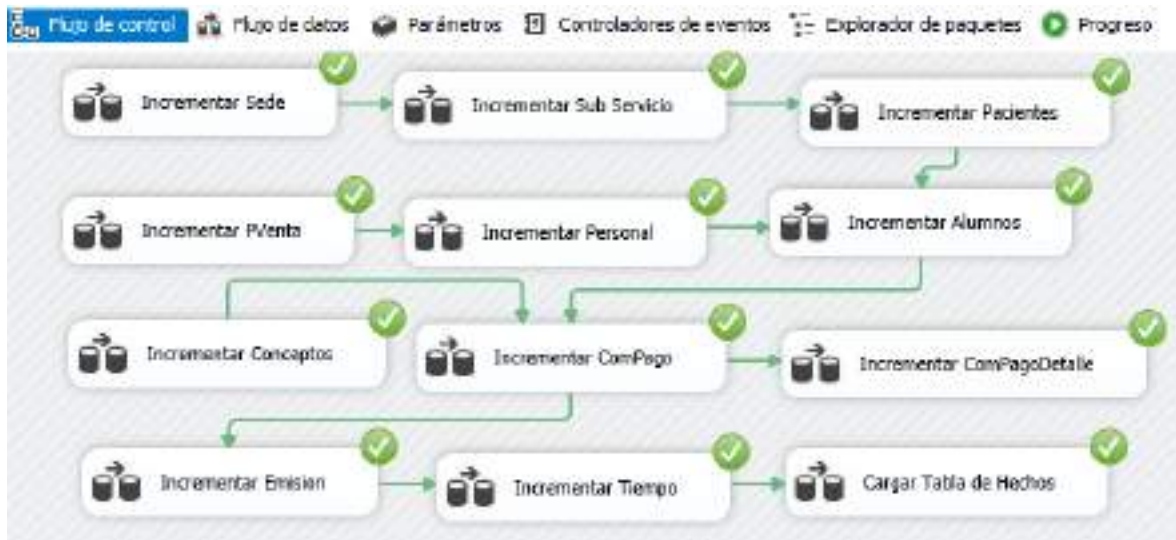 Flujo de control Flujo de datos Parámetros Controladores de eventos Explorador de paquetes Progreso
Incrementar Sede Incrementar Sub Servicio Incrementar Pacientes
Incrementar PVenta Incrementar Personal Incrementar Alumnos
Incrementar Conceptos Incrementar ComPago Incrementar ComPagoDetalle
Incrementar Emision Incrementar Tiempo Cargar Tabla de Hechos